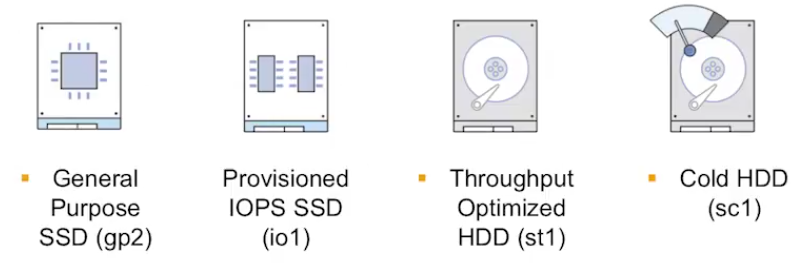 ▪ General
Purpose
SSD (gp2)
Provisioned
IOPS SSD
(io1)
▪ Throughput
Optimized
HDD (st1)
▪ Cold HDD
(sc1)